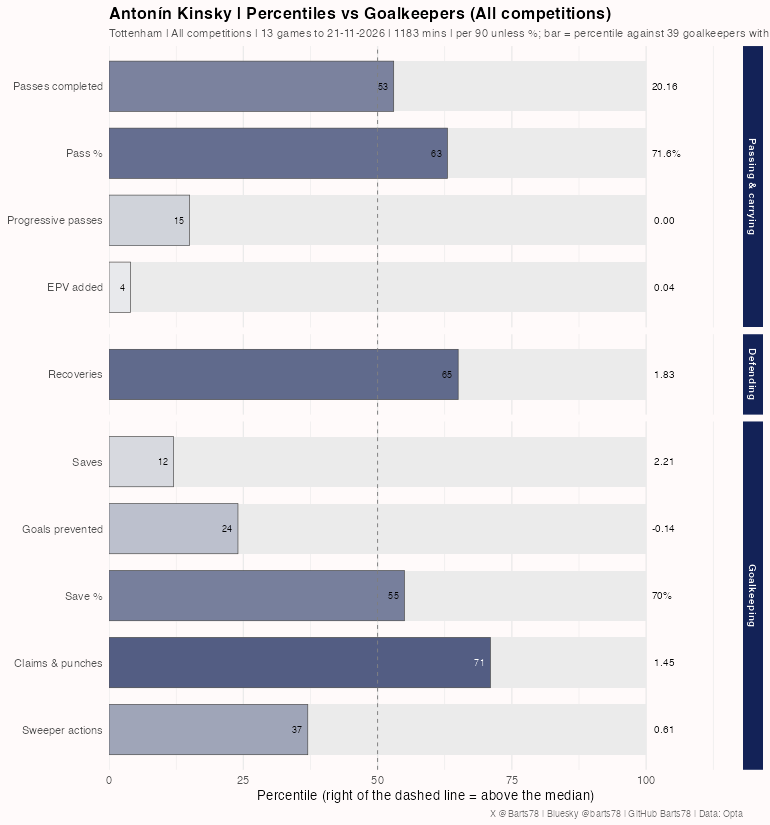 Antonín Kinsky | Percentiles vs Goalkeepers (All competitions)
Tottenham | All competitions | 13 games to 21-11-2026 | 1183 mins | per 90 unless %; bar = percentile against 39 goalkeepers with
Passes completed 53 20.16
Pass % 63 71.6%
Progressive passes 15 0.00
EPV added 4 0.04
Passing & carrying
Recoveries 65 1.83
Defending
Saves 12 2.21
Goals prevented 24 -0.14
Save % 55 70%
Claims & punches 71 1.45
Sweeper actions 37 0.61
Goalkeeping
0 25 50 75 100
Percentile (right of the dashed line = above the median)
X @Barts78 | Bluesky @barts78 | GitHub Barts78 | Data: Opta